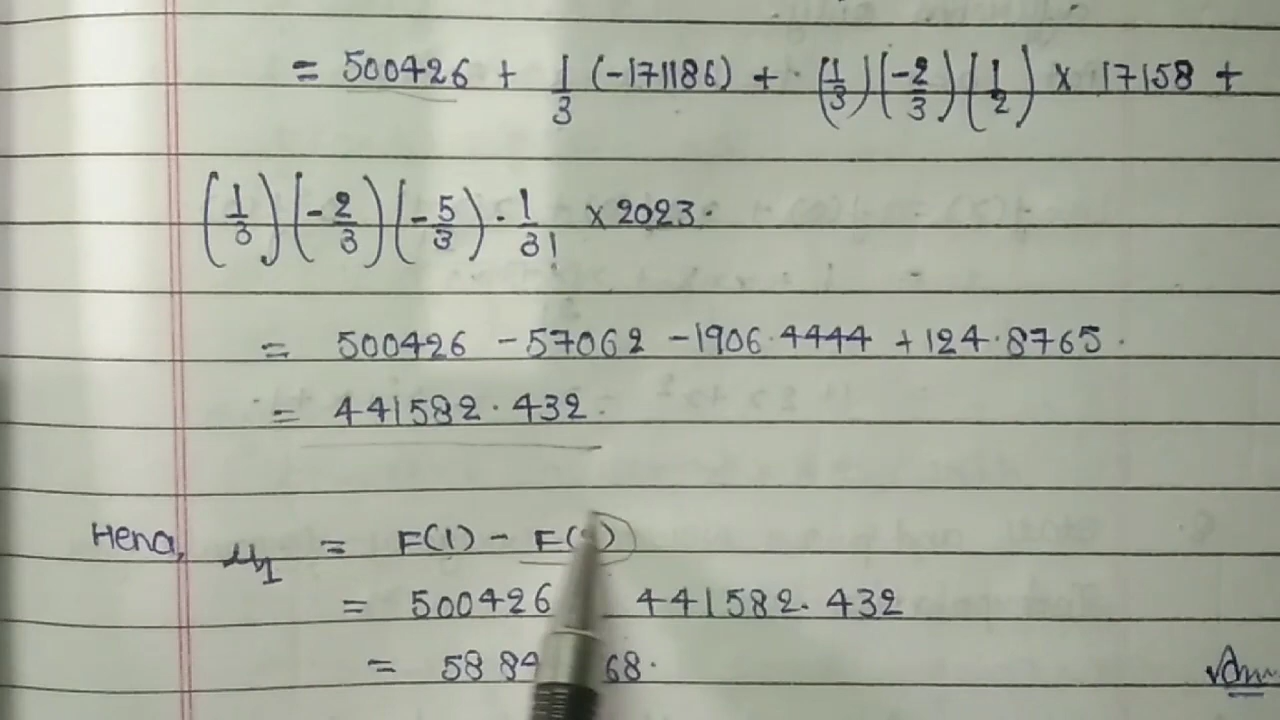 = 500426 + 1/3 (-171186) + (1/3)(-2/3)(1/2) × 17158 +
(1/3)(-2/3)(-5/3) · 1/3! × 2023.
= 500426 - 57062 - 1906.4444 + 124.8765.
= 441582.432.
Hence, = F(1) -
= 500426 441582.432
= 58 84 68.